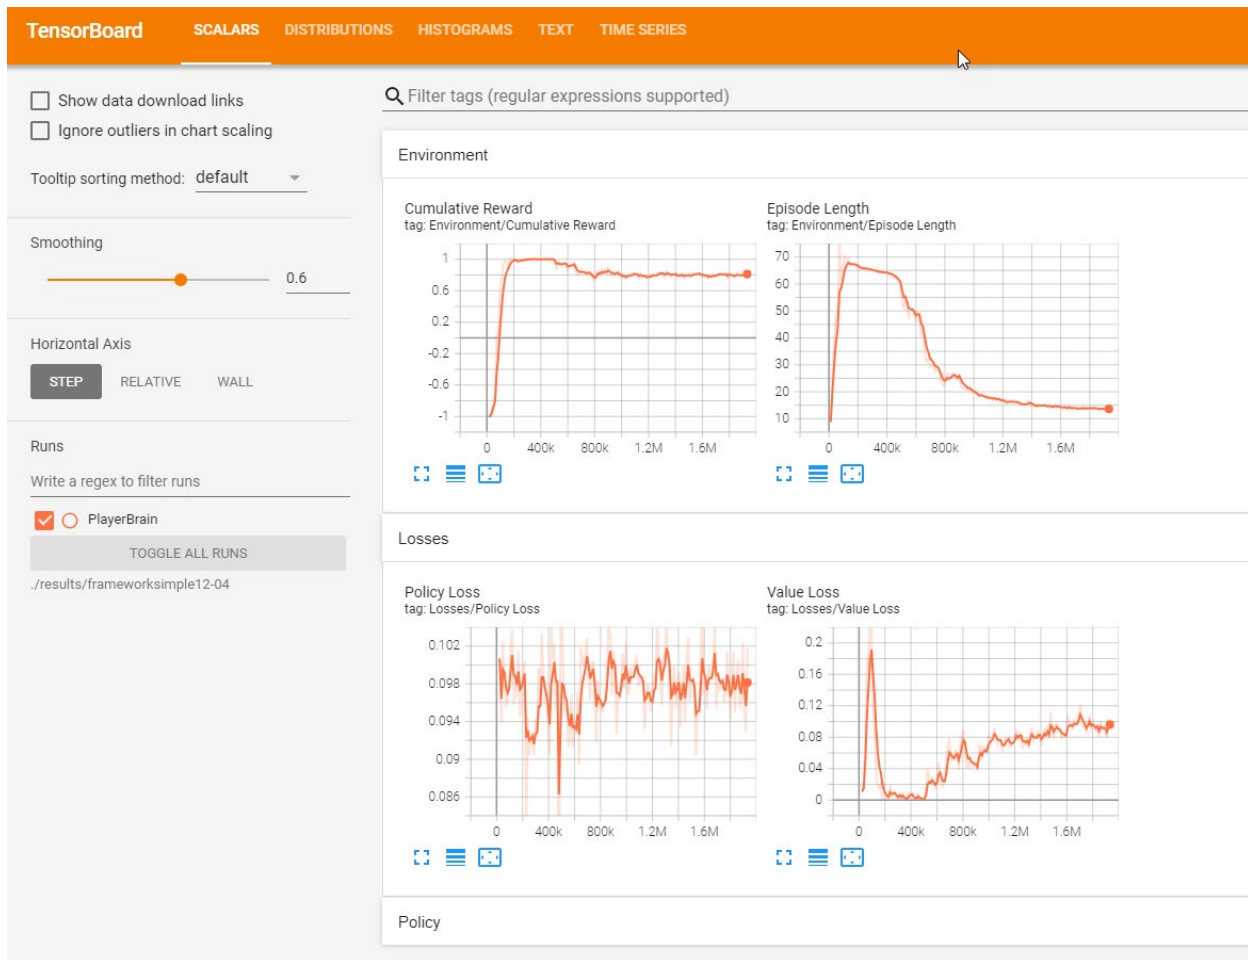 TensorBoard SCALARS DISTRIBUTIONS HISTOGRAMS TEXT TIME SERIES
Show data download links
Ignore outliers in chart scaling
Tooltip sorting method: default
Smoothing
0.6
Horizontal Axis
STEP RELATIVE WALL
Runs
Write a regex to filter runs
PlayerBrain
TOGGLE ALL RUNS
./results/frameworksimple12-04
Filter tags (regular expressions supported)
Environment
Cumulative Reward
tag: Environment/Cumulative Reward
1
0.6
0.2
-0.2
-0.6
-1
0 400k 800k 1.2M 1.6M
Episode Length
tag: Environment/Episode Length
70
60
50
40
30
20
10
0 400k 800k 1.2M 1.6M
Losses
Policy Loss
tag: Losses/Policy Loss
0.102
0.098
0.094
0.09
0.086
0 400k 800k 1.2M 1.6M
Value Loss
tag: Losses/Value Loss
0.2
0.16
0.12
0.08
0.04
0
0 400k 800k 1.2M 1.6M
Policy